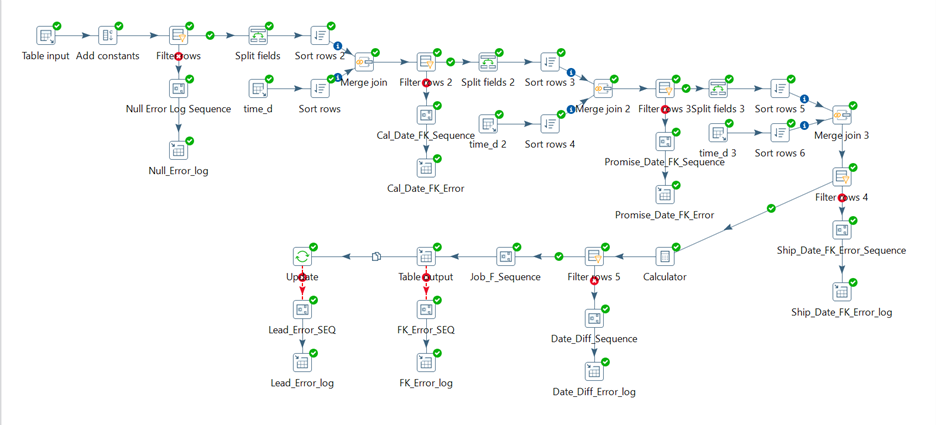 Table input
Add constants
Filter rows
Split fields
Sort rows 2
Merge join
Filter rows 2
Split fields 2
Sort rows 3
Null Error Log Sequence
time_d
Sort rows
Merge join 2
Filter rows 3
Split fields 3
Sort rows 5
Cal_Date_FK_Sequence
time_d 2
Sort rows 4
Merge join 3
Null_Error_log
Promise_Date_FK_Sequence
time_d 3
Sort rows 6
Cal_Date_FK_Error
Filter rows 4
Promise_Date_FK_Error
Ship_Date_FK_Error_Sequence
Update
Table output
Job_F_Sequence
Filter rows 5
Calculator
Ship_Date_FK_Error_log
Lead_Error_SEQ
FK_Error_SEQ
Date_Diff_Sequence
Lead_Error_log
FK_Error_log
Date_Diff_Error_log